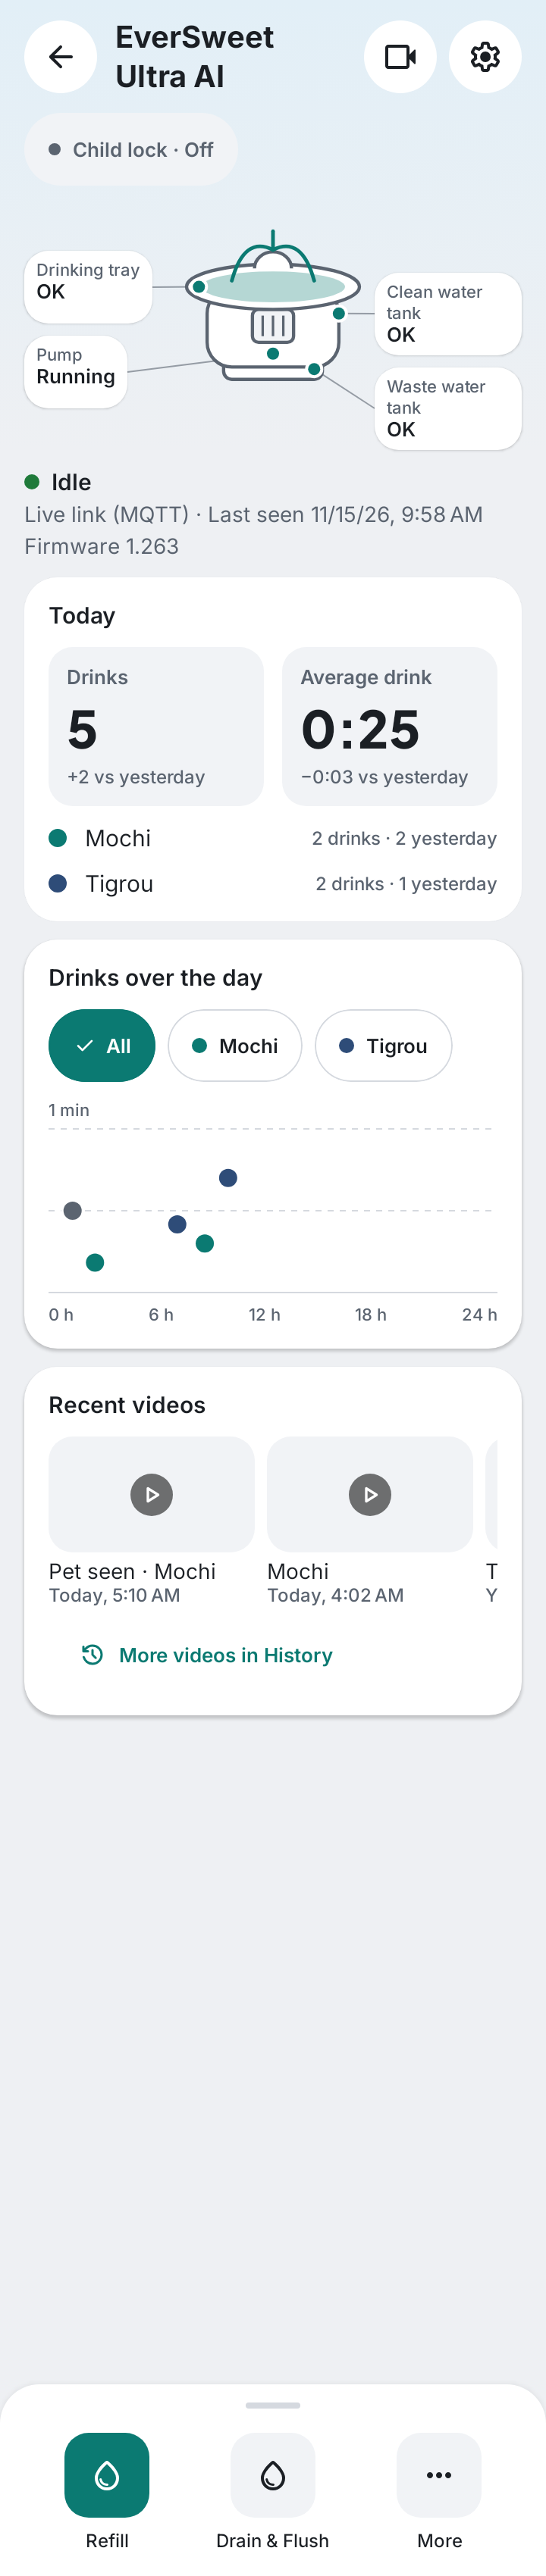 EverSweet
Ultra AI
Child lock · Off
Drinking tray
OK
Clean water
tank
OK
Pump
Running
Waste water
tank
OK
Idle
Live link (MQTT) · Last seen 11/15/26, 9:58 AM
Firmware 1.263
Today
Drinks
5
+2 vs yesterday
Average drink
0:25
−0:03 vs yesterday
Mochi
2 drinks · 2 yesterday
Tigrou
2 drinks · 1 yesterday
Drinks over the day
All
Mochi
Tigrou
1 min
0 h
6 h
12 h
18 h
24 h
Recent videos
Pet seen · Mochi
Today, 5:10 AM
Mochi
Today, 4:02 AM
T
Y
More videos in History
Refill
Drain & Flush
More